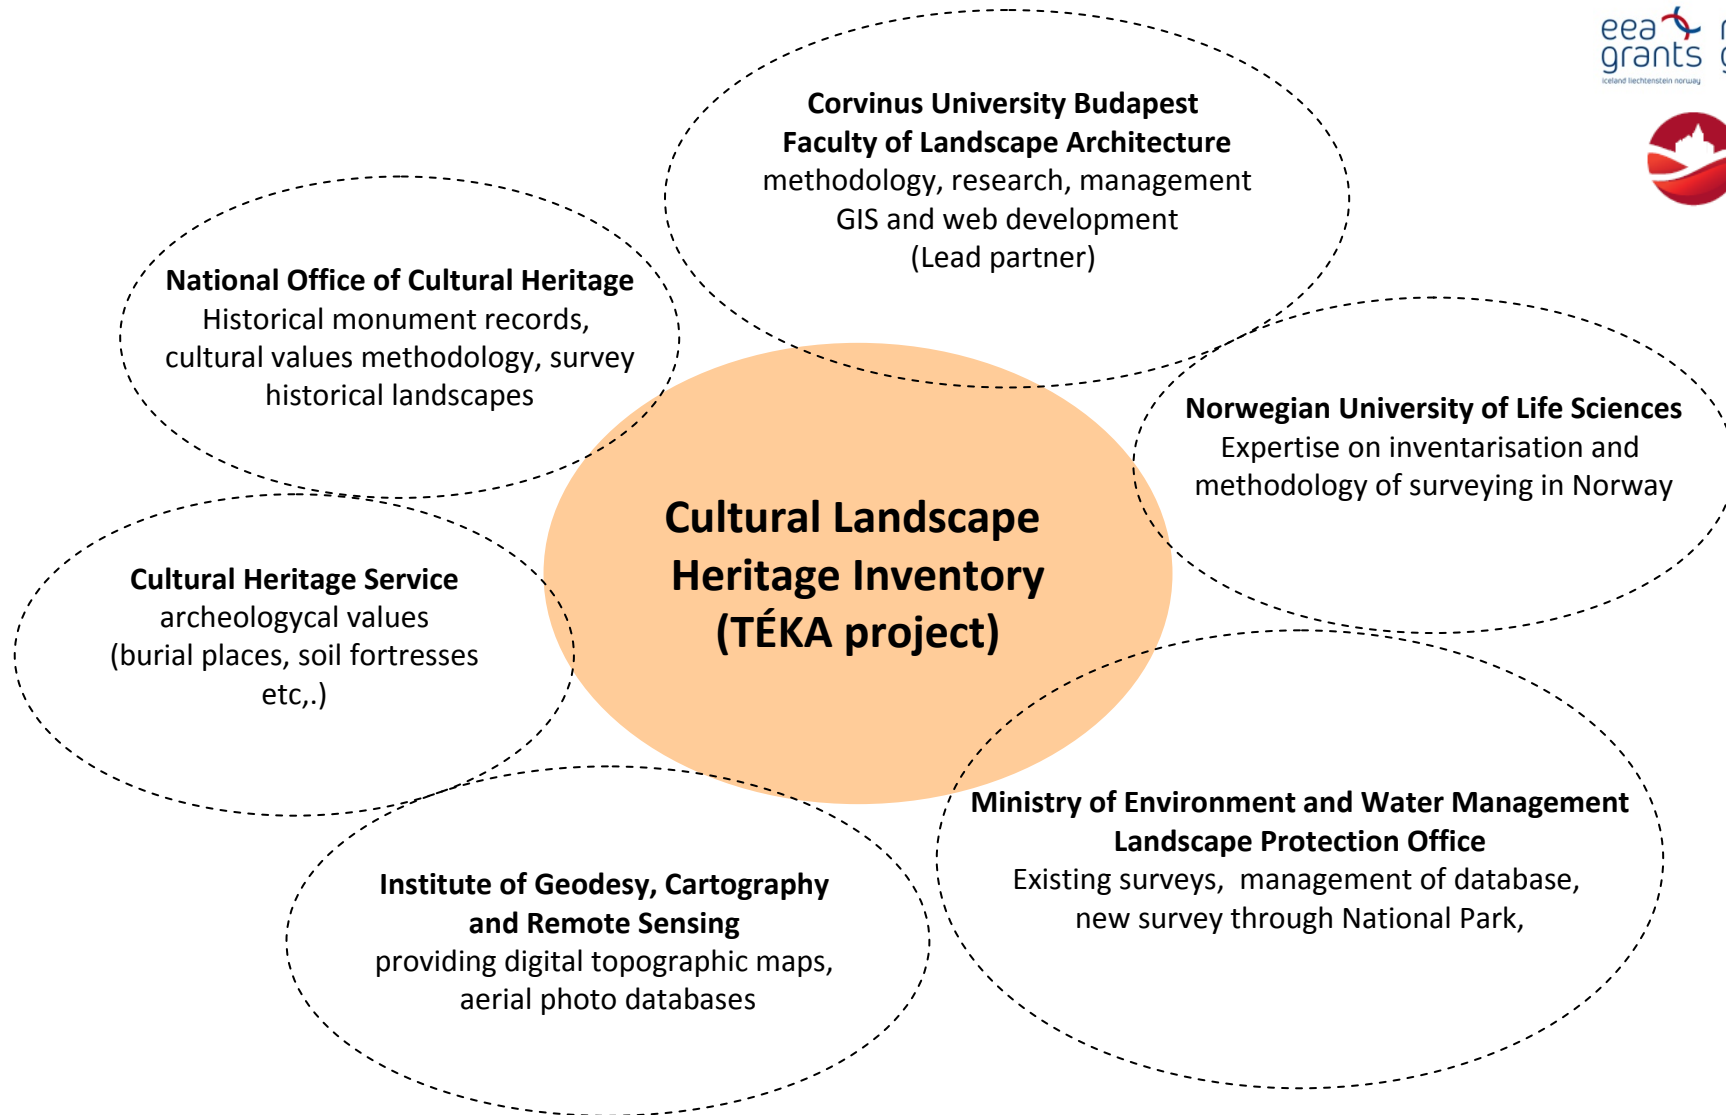 eea
grants
iceland liechtenstein norway
Corvinus University Budapest
Faculty of Landscape Architecture
methodology, research, management
GIS and web development
(Lead partner)
National Office of Cultural Heritage
Historical monument records,
cultural values methodology, survey
historical landscapes
Norwegian University of Life Sciences
Expertise on inventarisation and
methodology of surveying in Norway
Cultural Landscape
Heritage Inventory
(TÉKA project)
Cultural Heritage Service
archeologycal values
(burial places, soil fortresses
etc,.)
Ministry of Environment and Water Management
Landscape Protection Office
Existing surveys, management of database,
new survey through National Park,
Institute of Geodesy, Cartography
and Remote Sensing
providing digital topographic maps,
aerial photo databases